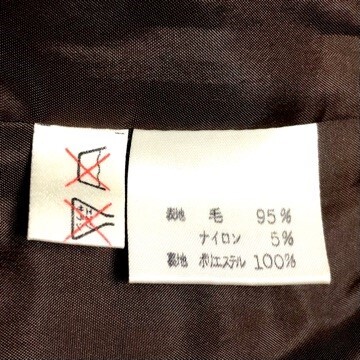 表地 毛 95%
ナイロン 5%
裏地 ポリエステル 100%